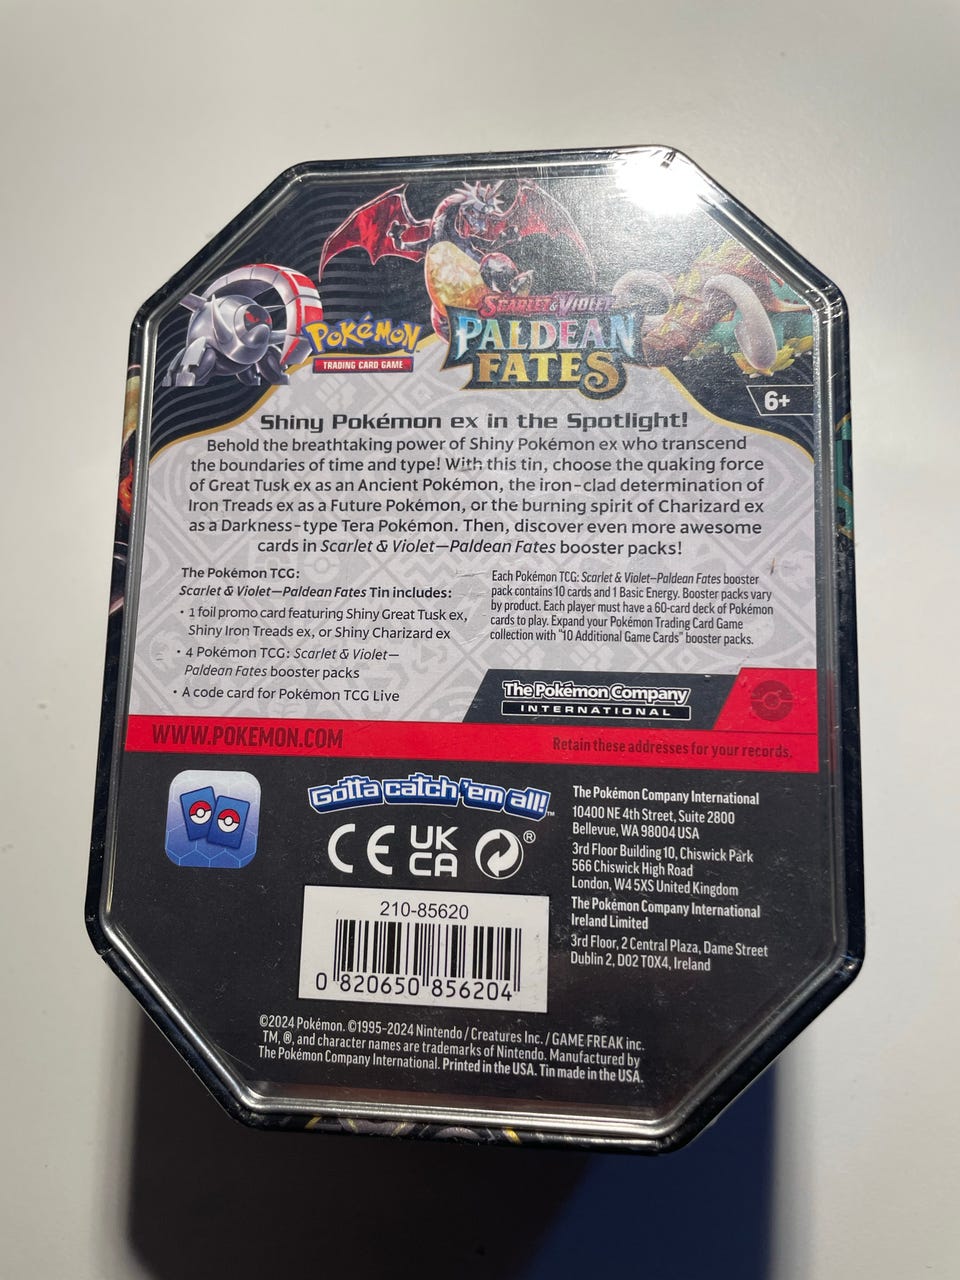 SCARLET & VIOLET
Pokémon
TRADING CARD GAME
PALDEAN
FATES
6+
Shiny Pokémon ex in the Spotlight!
Behold the breathtaking power of Shiny Pokémon ex who transcend
the boundaries of time and type! With this tin, choose the quaking force
of Great Tusk ex as an Ancient Pokémon, the iron-clad determination of
Iron Treads ex as a Future Pokémon, or the burning spirit of Charizard ex
as a Darkness-type Tera Pokémon. Then, discover even more awesome
cards in Scarlet & Violet—Paldean Fates booster packs!
The Pokémon TCG:
Scarlet & Violet—Paldean Fates Tin includes:
• 1 foil promo card featuring Shiny Great Tusk ex,
Shiny Iron Treads ex, or Shiny Charizard ex
• 4 Pokémon TCG: Scarlet & Violet—
Paldean Fates booster packs
• A code card for Pokémon TCG Live
Each Pokémon TCG: Scarlet & Violet—Paldean Fates booster
pack contains 10 cards and 1 Basic Energy. Booster packs vary
by product. Each player must have a 60-card deck of Pokémon
cards to play. Expand your Pokémon Trading Card Game
collection with "10 Additional Game Cards" booster packs.
The Pokémon Company
INTERNATIONAL
WWW.POKEMON.COM
Retain these addresses for your records.
Gotta catch 'em all!™
CE
UK
CA
®
The Pokémon Company International
10400 NE 4th Street, Suite 2800
Bellevue, WA 98004 USA
3rd Floor Building 10, Chiswick Park
566 Chiswick High Road
London, W4 5XS United Kingdom
The Pokémon Company International
Ireland Limited
3rd Floor, 2 Central Plaza, Dame Street
Dublin 2, D02 T0X4, Ireland
210-85620
0 820650 856204
©2024 Pokémon. ©1995-2024 Nintendo / Creatures Inc. / GAME FREAK inc.
TM, ®, and character names are trademarks of Nintendo. Manufactured by
The Pokémon Company International. Printed in the USA. Tin made in the USA.